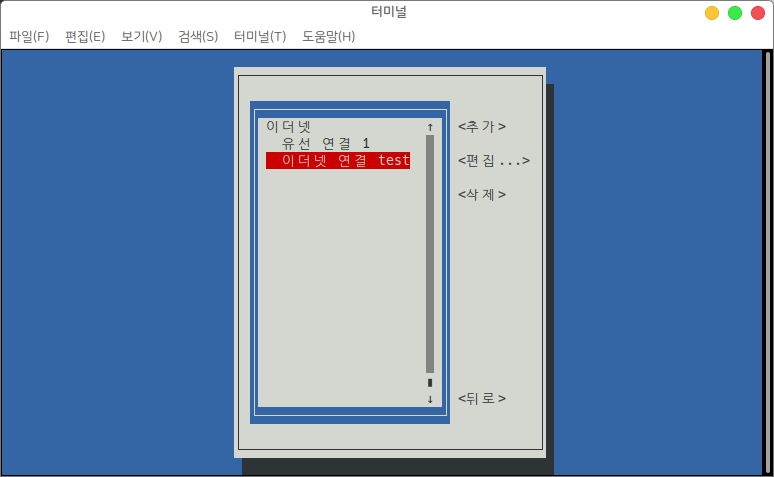 터미널
파일(F) 편집(E) 보기(V) 검색(S) 터미널(T) 도움말(H)
이더넷
유선 연결 1
이더넷 연결 test
↑
↓
<추가>
<편집...>
<삭제>
<뒤로>